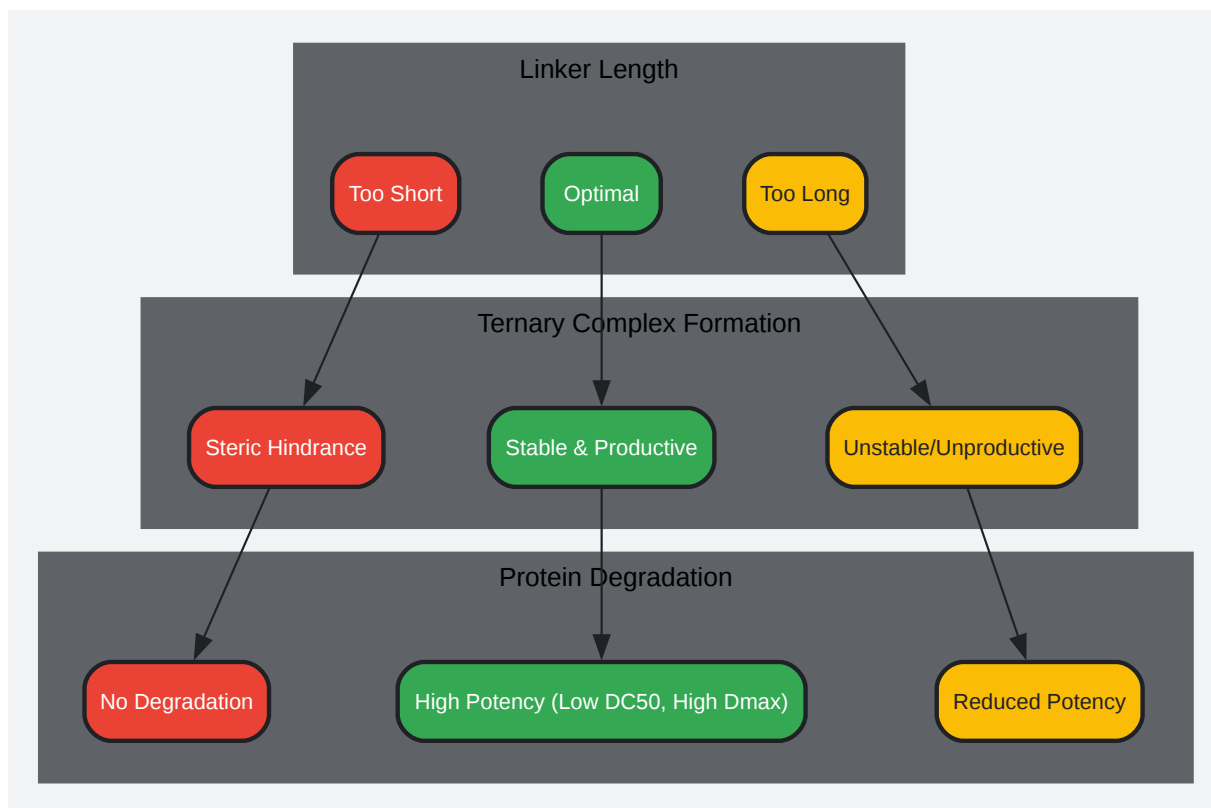 Linker Length
Too Short
Optimal
Too Long
Ternary Complex Formation
Steric Hindrance
Stable & Productive
Unstable/Unproductive
Protein Degradation
No Degradation
High Potency (Low DC50, High Dmax)
Reduced Potency